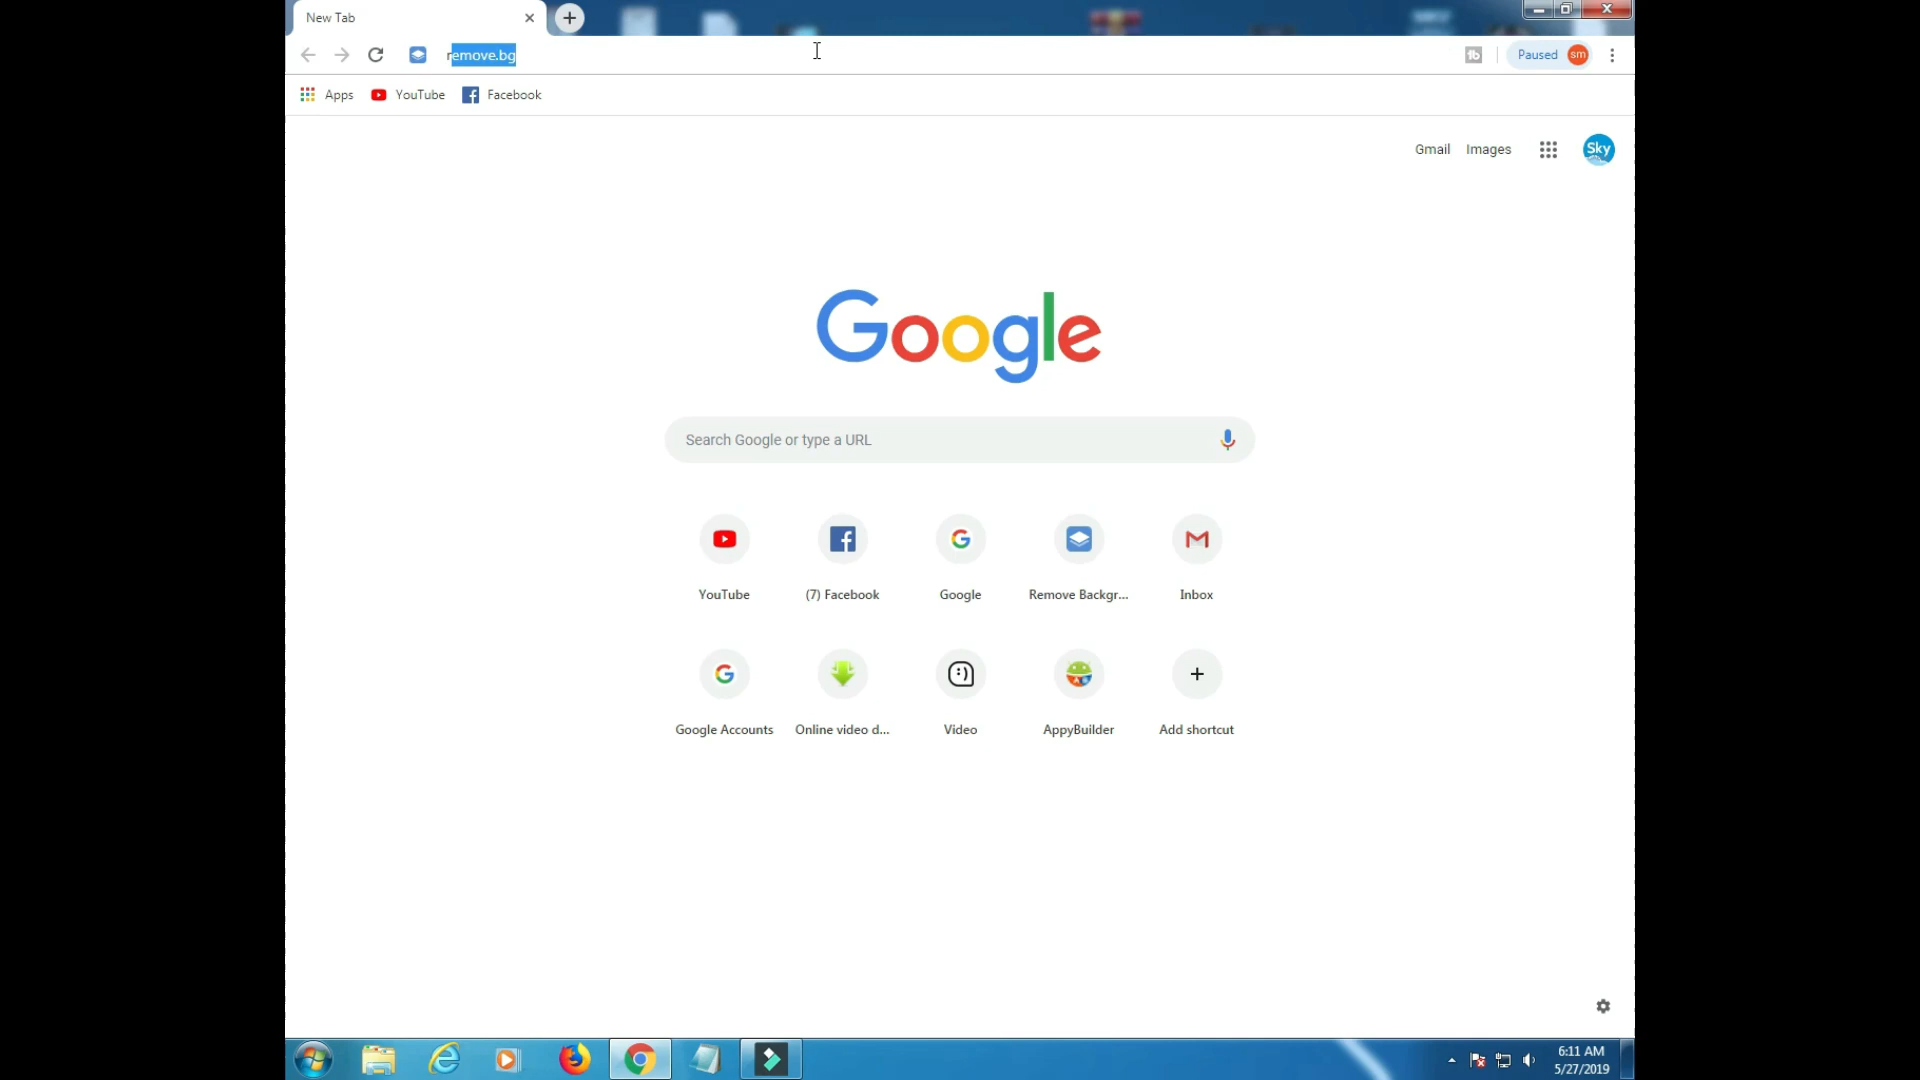 New Tab
remove.bg
Paused
sm
Apps
YouTube
Facebook
Gmail
Images
Sky
Google
Search Google or type a URL
YouTube
(7) Facebook
Google
Remove Backgr...
Inbox
Google Accounts
Online video d...
Video
AppyBuilder
Add shortcut
6:11 AM
5/27/2019